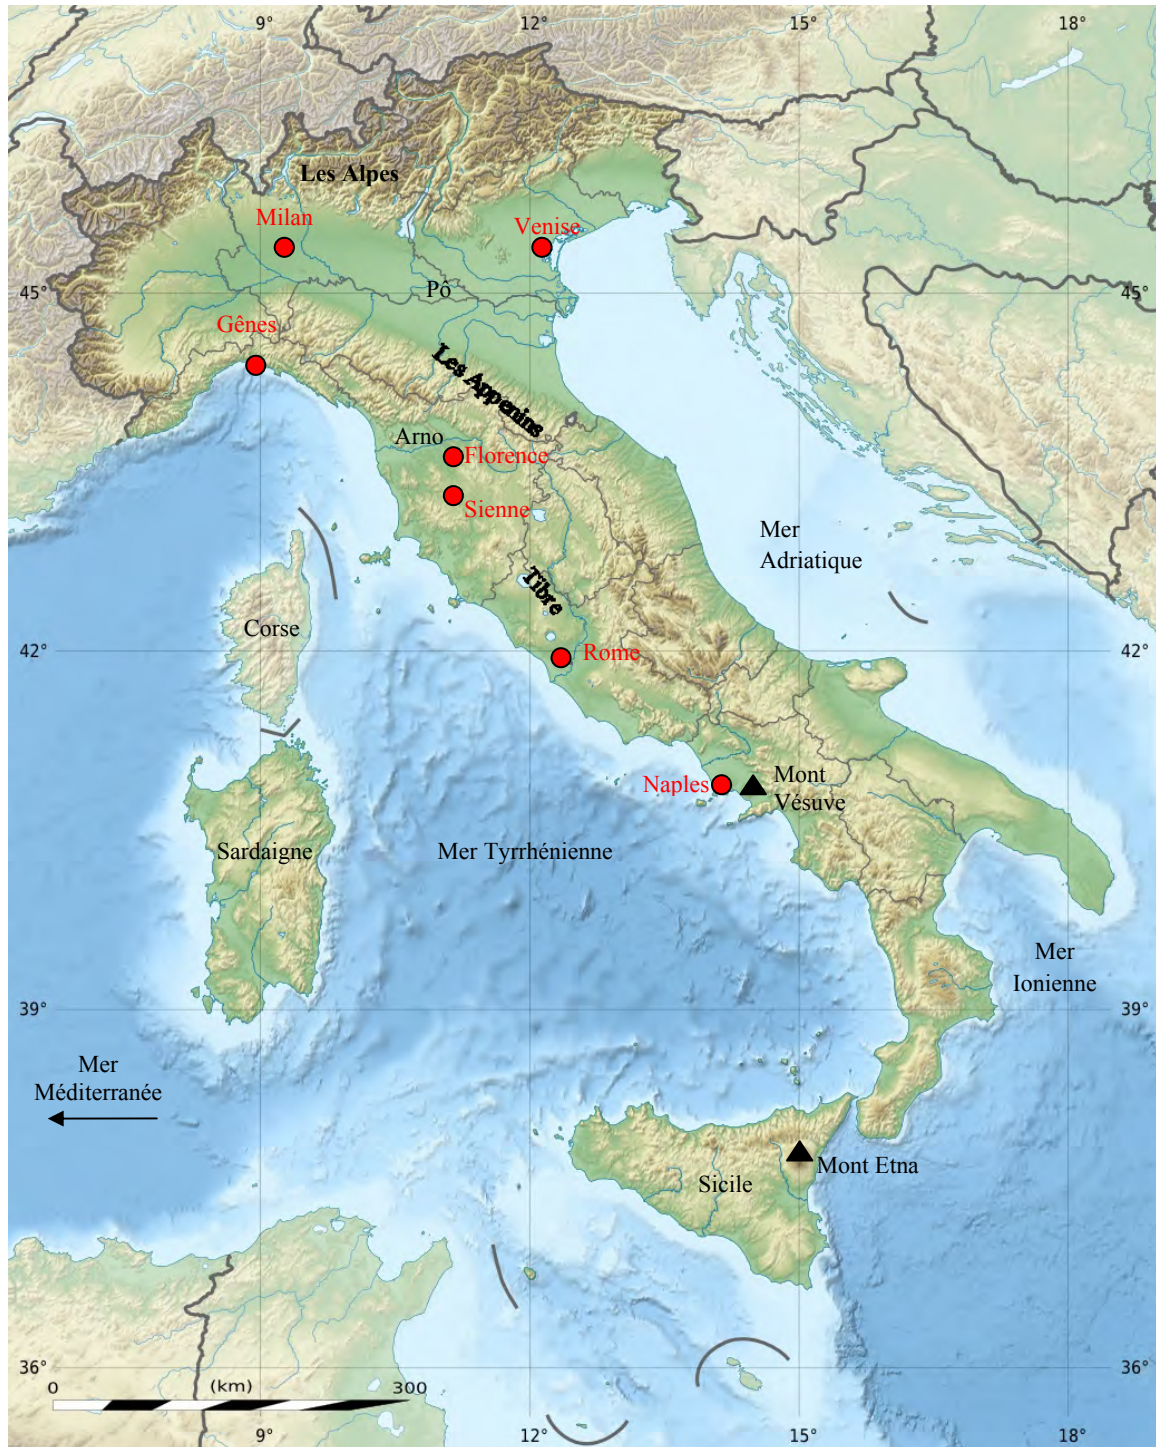 9°
12°
15°
18°
Les Alpes
Milan
Venise
45°
Pô
45°
Gênes
Les Appenins
Arno
Florence
Sienne
Mer
Adriatique
Tibre
Corse
42°
Rome
42°
Naples
Mont
Vésuve
Sardaigne
Mer Tyrrhénienne
Mer
Ionienne
39°
39°
Mer
Méditerranée
Mont Etna
Sicile
36°
36°
0 (km) 300
9°
12°
15°
18°